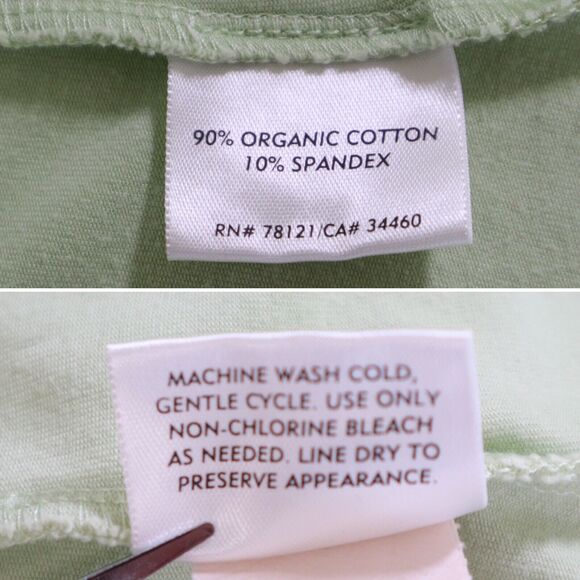 90% ORGANIC COTTON
10% SPANDEX
RN# 78121/CA# 34460
MACHINE WASH COLD,
GENTLE CYCLE. USE ONLY
NON-CHLORINE BLEACH
AS NEEDED. LINE DRY TO
PRESERVE APPEARANCE.